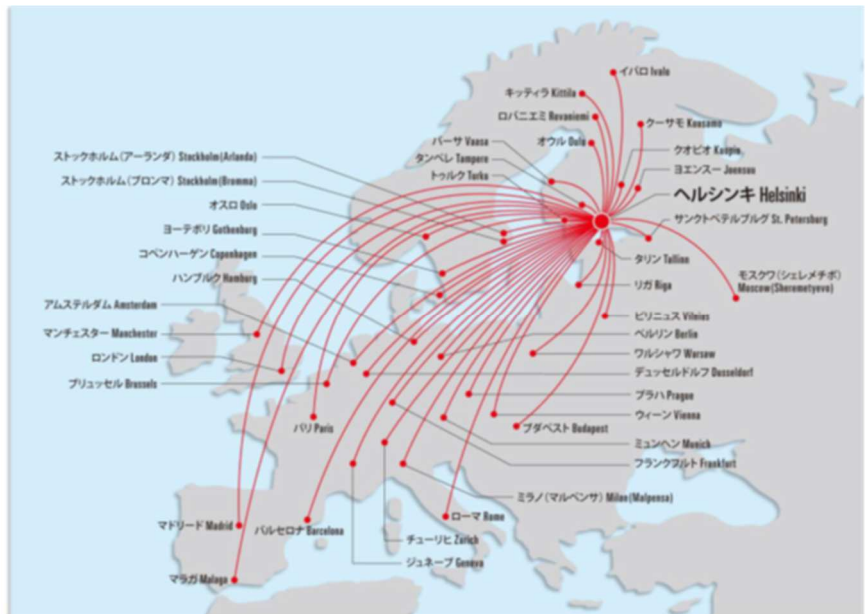 イバロ Ivalo
キッティラ Kittila
ロバニエミ Rovaniemi
クーサモ Kuusamo
バーサ Vaasa
オウル Oulu
クオピオ Kuopio
タンペレ Tampere
ヨエンスー Joensuu
トゥルク Turku
ストックホルム(アーランダ) Stockholm(Arlanda)
ストックホルム(ブロンマ) Stockholm(Bromma)
ヘルシンキ Helsinki
オスロ Oslo
サンクトペテルブルグ St. Petersburg
ヨーテボリ Gothenburg
コペンハーゲン Copenhagen
タリン Tallinn
ハンブルク Hamburg
モスクワ(シェレメチボ)
Moscow(Sheremetyevo)
リガ Riga
アムステルダム Amsterdam
ビリニュス Vilnius
マンチェスター Manchester
ベルリン Berlin
ロンドン London
ワルシャワ Warsaw
デュッセルドルフ Dusseldorf
ブリュッセル Brussels
プラハ Prague
ウィーン Vienna
パリ Paris
ブダペスト Budapest
ミュンヘン Munich
フランクフルト Frankfurt
ミラノ(マルペンサ) Milan(Malpensa)
ローマ Rome
マドリード Madrid
バルセロナ Barcelona
チューリヒ Zurich
ジュネーブ Geneva
マラガ Malaga